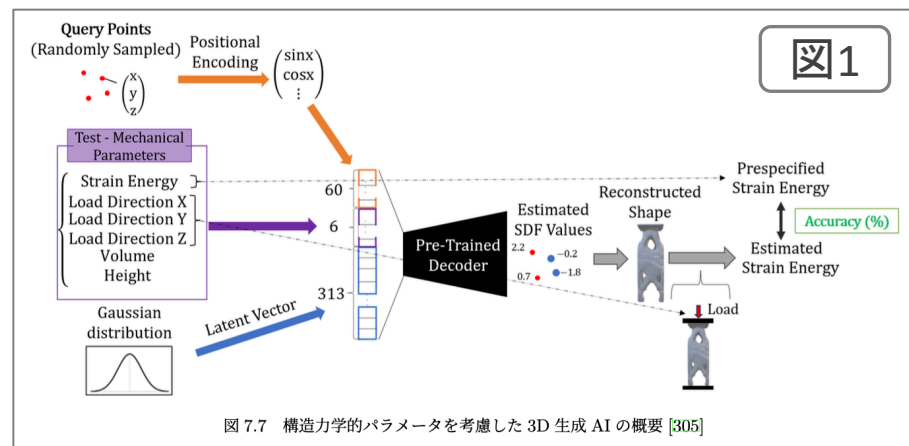 図1
Query Points
(Randomly Sampled)
x
y
z
Positional
Encoding
sinx
cosx
⋮
Test - Mechanical
Parameters
Strain Energy
Load Direction X
Load Direction Y
Load Direction Z
Volume
Height
Gaussian
distribution
Latent Vector
60
6
313
Pre-Trained
Decoder
Estimated
SDF Values
2.2
−0.2
−1.8
0.7
Reconstructed
Shape
Load
Prespecified
Strain Energy
Accuracy (%)
Estimated
Strain Energy
図 7.7 構造力学的パラメータを考慮した 3D 生成 AI の概要 [305]